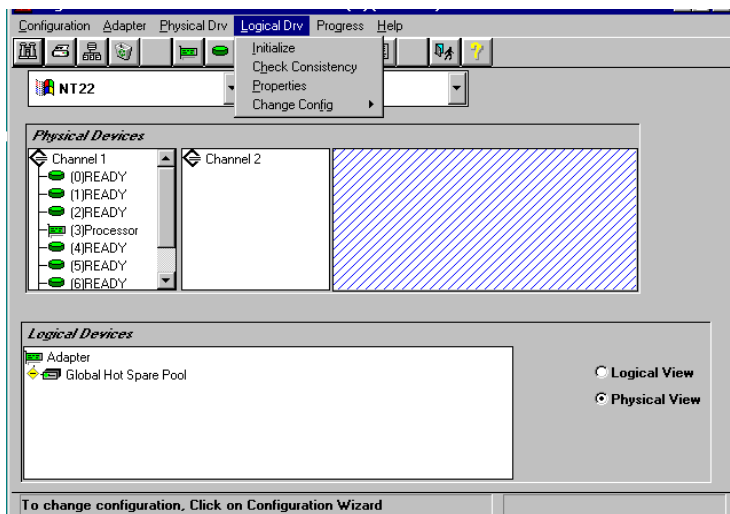 Configuration Adapter Physical Drv Logical Drv Progress Help
Initialize
Check Consistency
Properties
Change Config
NT22
Physical Devices
Channel 1
(0)READY
(1)READY
(2)READY
(3)Processor
(4)READY
(5)READY
(6)READY
Channel 2
Logical Devices
Adapter
Global Hot Spare Pool
Logical View
Physical View
To change configuration, Click on Configuration Wizard